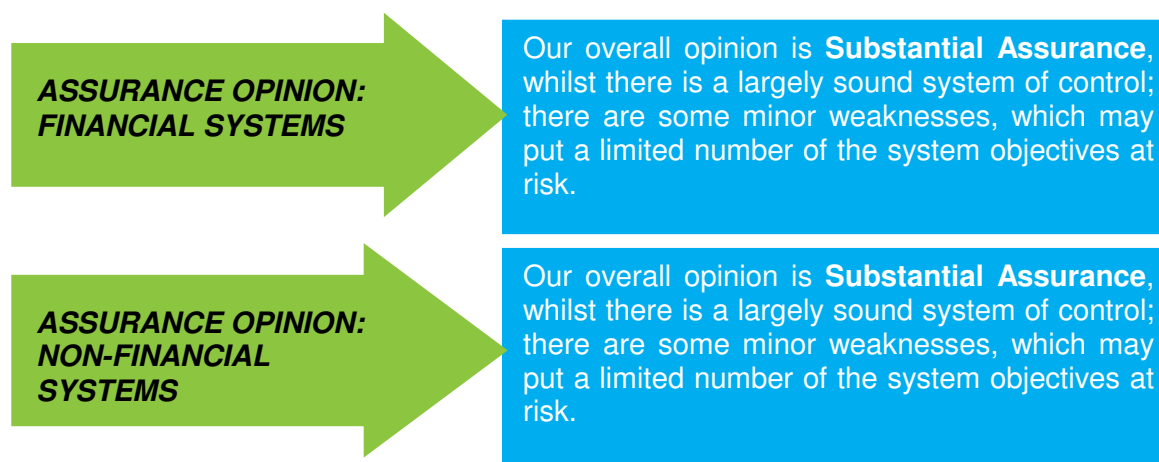 ASSURANCE OPINION:
FINANCIAL SYSTEMS
Our overall opinion is Substantial Assurance,
whilst there is a largely sound system of control;
there are some minor weaknesses, which may
put a limited number of the system objectives at
risk.
ASSURANCE OPINION:
NON-FINANCIAL
SYSTEMS
Our overall opinion is Substantial Assurance,
whilst there is a largely sound system of control;
there are some minor weaknesses, which may
put a limited number of the system objectives at
risk.